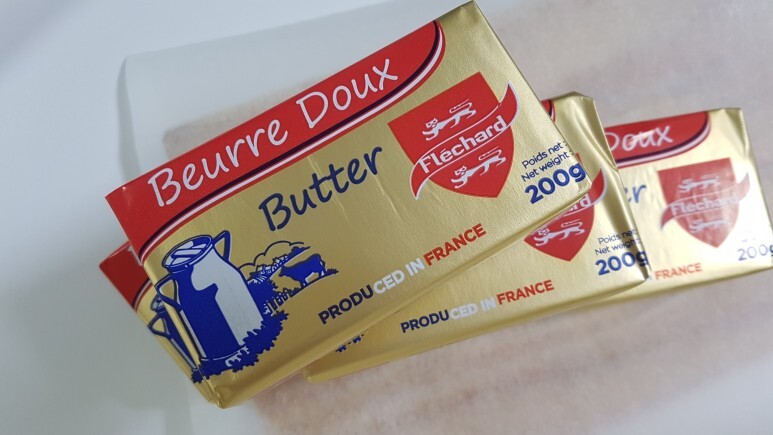 Beurre Doux
Butter
Fléchard
Poids net
Net weight
200g
PRODUCED IN FRANCE
Poids net
Net weight
200g
PRODUCED IN FRANCE
Doux
Fléchard
200g
FRANCE